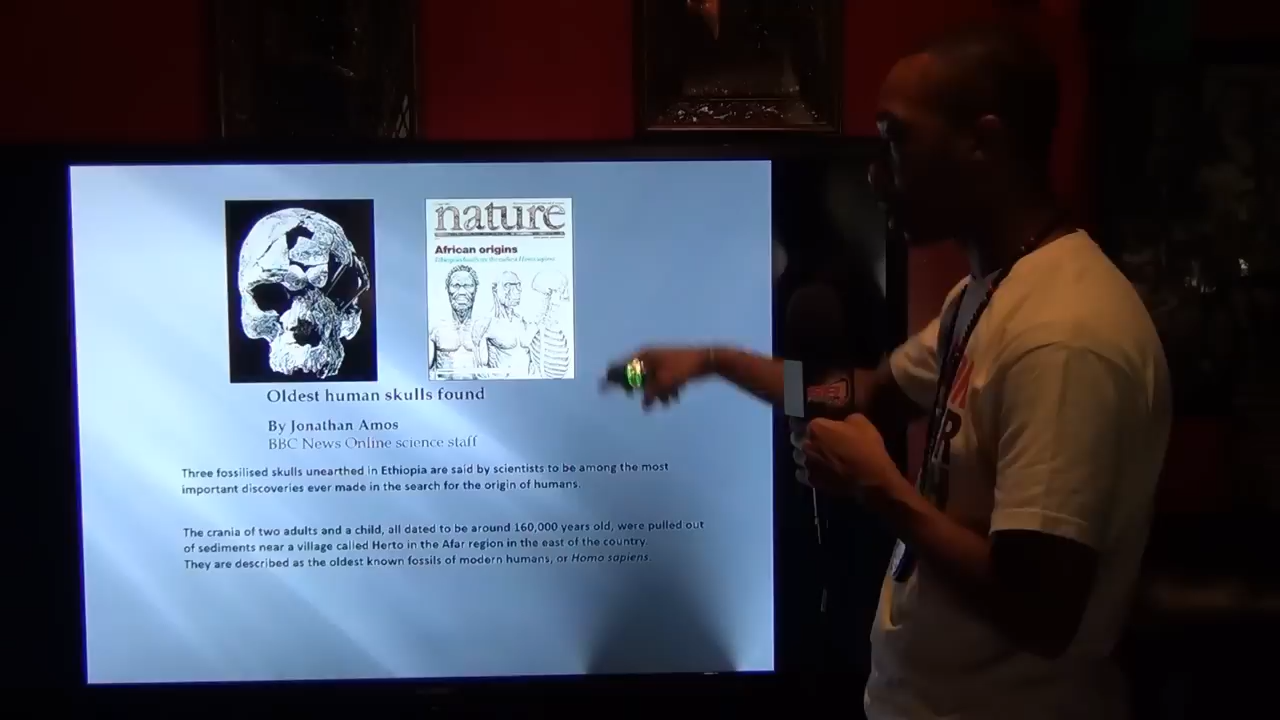 nature
African origins
Oldest human skulls found
By Jonathan Amos
BBC News Online science staff
Three fossilised skulls unearthed in Ethiopia are said by scientists to be among the most
important discoveries ever made in the search for the origin of humans.
The crania of two adults and a child, all dated to be around 160,000 years old, were pulled out
of sediments near a village called Herto in the Afar region in the east of the country.
They are described as the oldest known fossils of modern humans, or Homo sapiens.